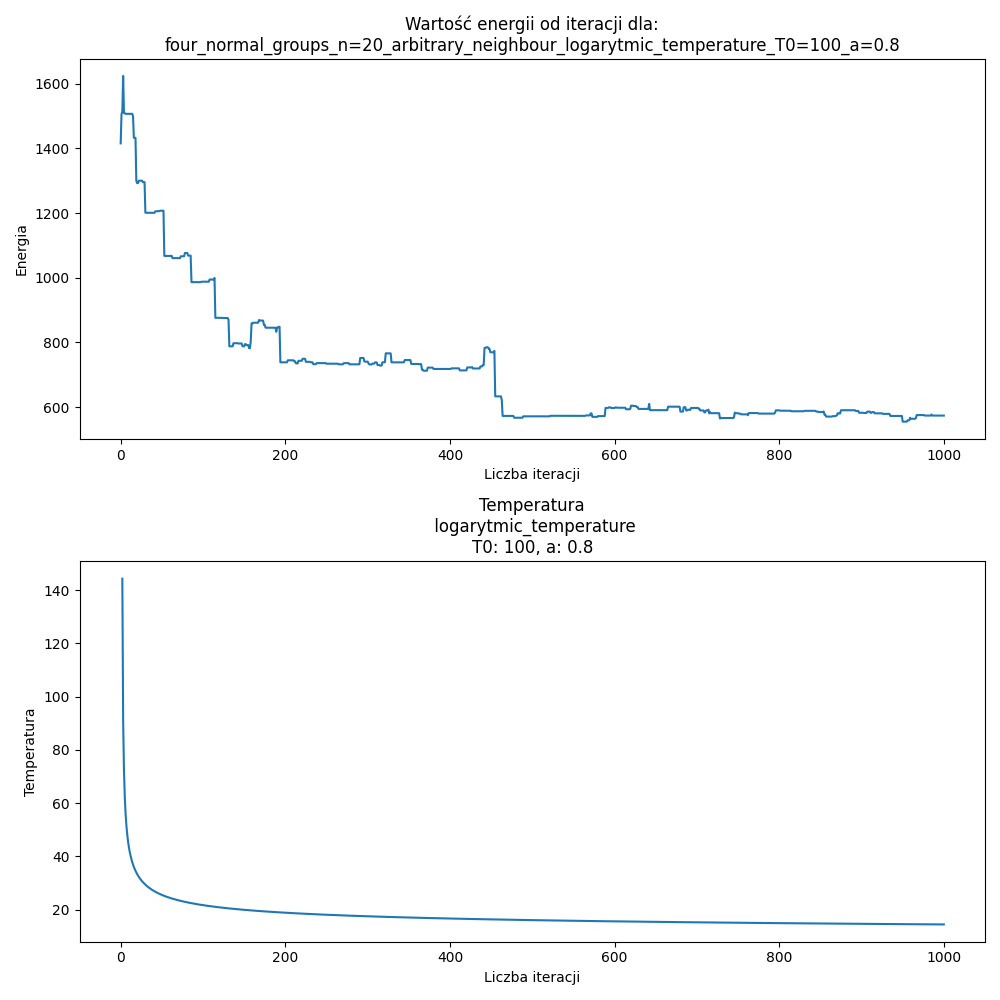 Wartość energii od iteracji dla:
four_normal_groups_n=20_arbitrary_neighbour_logarytmic_temperature_T0=100_a=0.8
1600
1400
1200
1000
800
600
Energia
0 200 400 600 800 1000
Liczba iteracji
Temperatura
logarytmic_temperature
T0: 100, a: 0.8
140
120
100
80
60
40
20
Temperatura
0 200 400 600 800 1000
Liczba iteracji